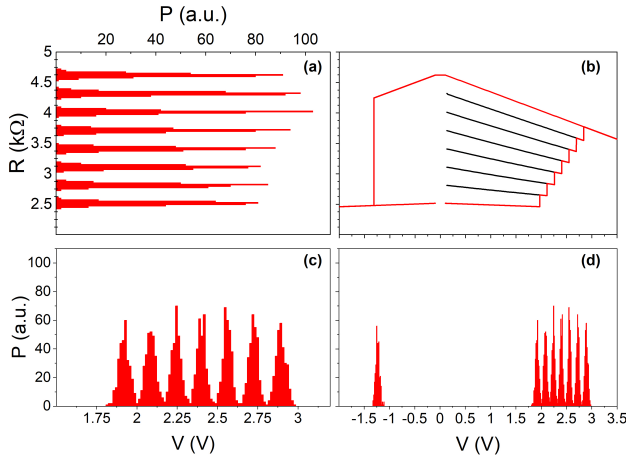 P (a.u.)
20 40 60 80 100
(a)
(b)
R (kΩ)
5
4.5
4
3.5
3
2.5
(c)
(d)
P (a.u.)
100
80
60
40
20
0
1.75 2 2.25 2.5 2.75 3
-1.5 -1 -0.5 0 0.5 1 1.5 2 2.5 3 3.5
V (V)
V (V)